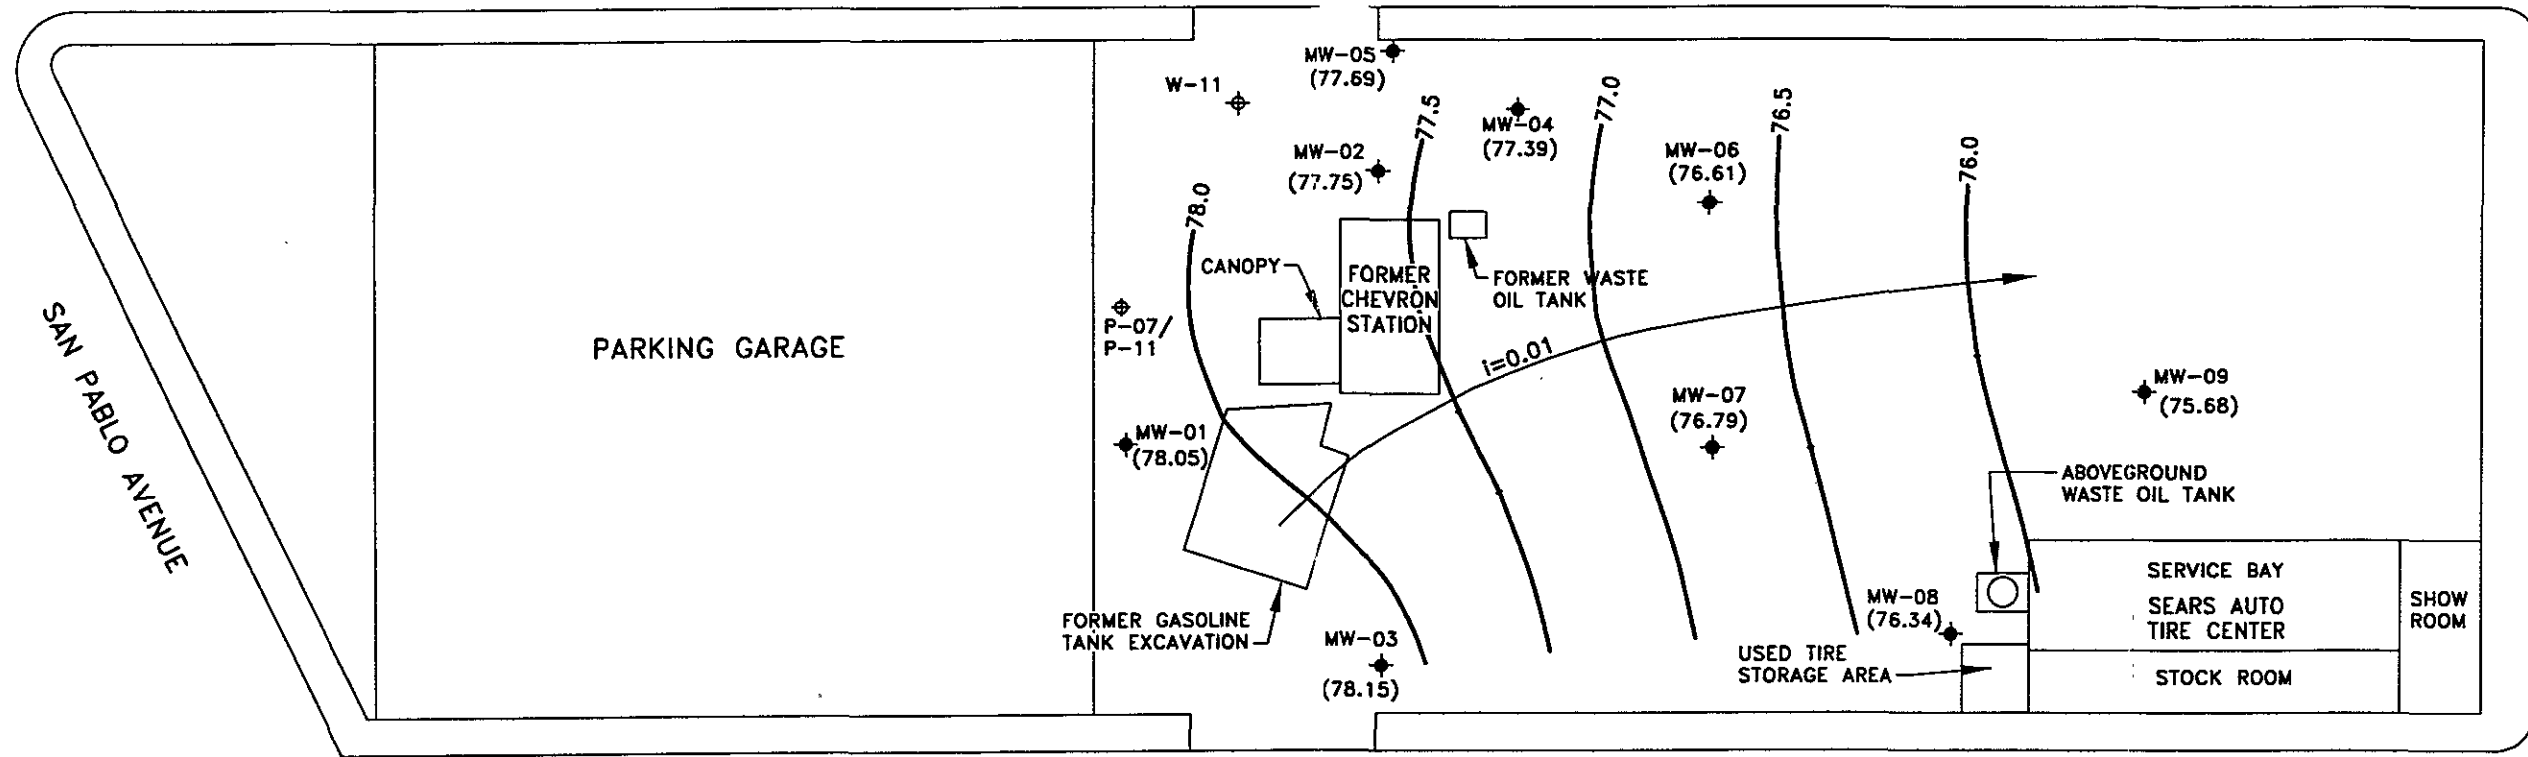 SAN PABLO AVENUE
PARKING GARAGE
W-11
MW-05
(77.69)
MW-02
(77.75)
MW-04
(77.39)
MW-06
(76.61)
78.0
77.5
77.0
76.5
76.0
P-07/
P-11
CANOPY
FORMER
CHEVRON
STATION
FORMER WASTE
OIL TANK
i=0.01
MW-01
(78.05)
MW-07
(76.79)
MW-09
(75.68)
ABOVEGROUND
WASTE OIL TANK
FORMER GASOLINE
TANK EXCAVATION
MW-03
(78.15)
MW-08
(76.34)
USED TIRE
STORAGE AREA
SERVICE BAY
SEARS AUTO
TIRE CENTER
STOCK ROOM
SHOW
ROOM